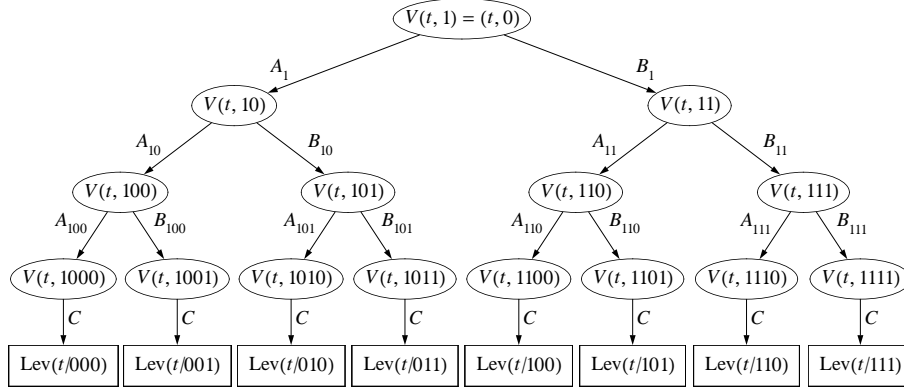 V(t, 1) = (t, 0)
A₁ B₁
V(t, 10) V(t, 11)
A₁₀ B₁₀ A₁₁ B₁₁
V(t, 100) V(t, 101) V(t, 110) V(t, 111)
A₁₀₀ B₁₀₀ A₁₀₁ B₁₀₁ A₁₁₀ B₁₁₀ A₁₁₁ B₁₁₁
V(t, 1000) V(t, 1001) V(t, 1010) V(t, 1011) V(t, 1100) V(t, 1101) V(t, 1110) V(t, 1111)
C C C C C C C C
Lev(t/000) Lev(t/001) Lev(t/010) Lev(t/011) Lev(t/100) Lev(t/101) Lev(t/110) Lev(t/111)